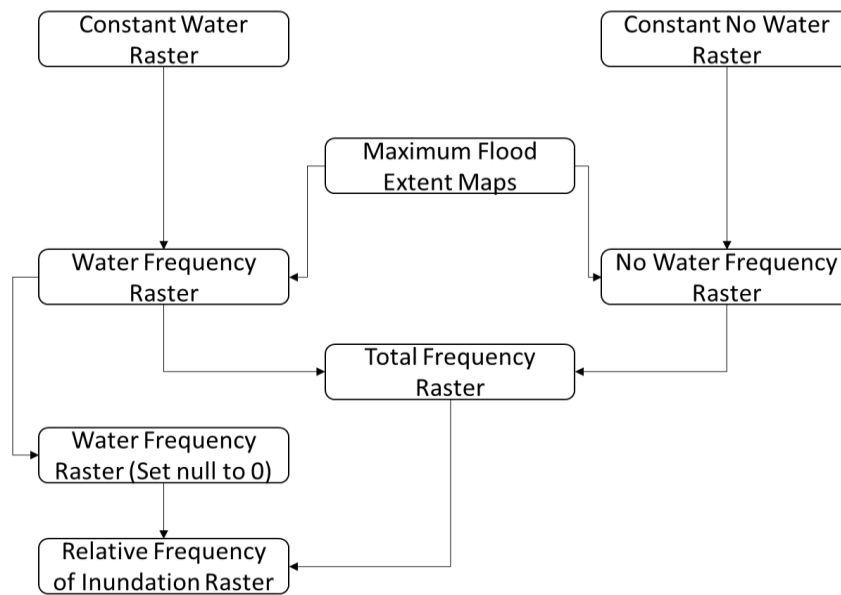 Constant Water
Raster
Constant No Water
Raster
Maximum Flood
Extent Maps
Water Frequency
Raster
No Water Frequency
Raster
Total Frequency
Raster
Water Frequency
Raster (Set null to 0)
Relative Frequency
of Inundation Raster